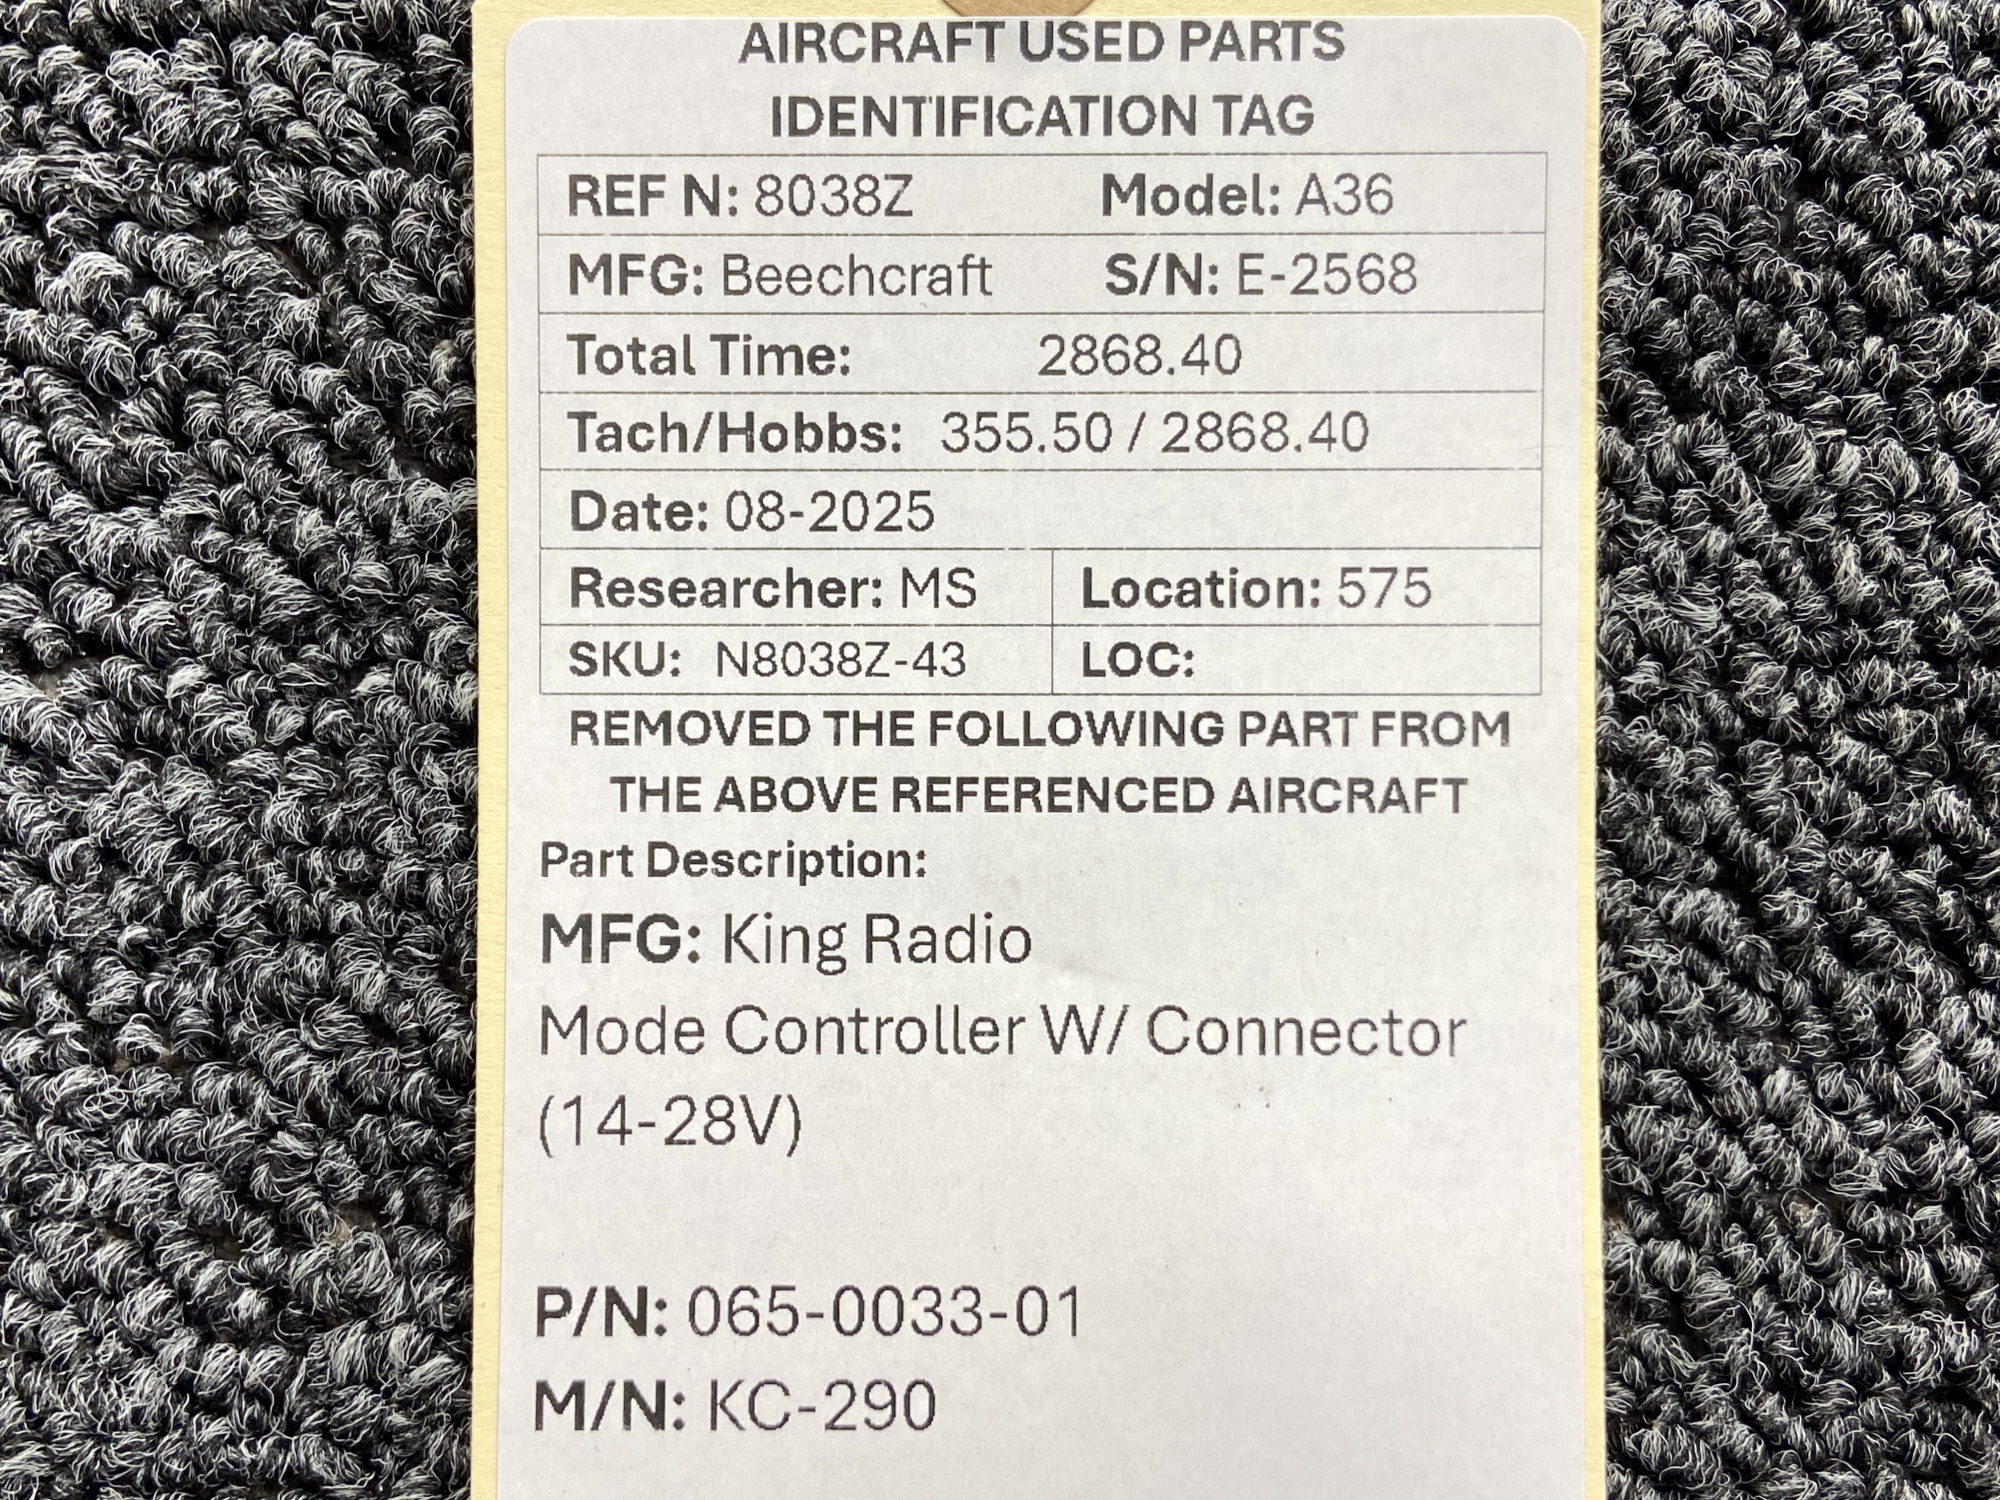 AIRCRAFT USED PARTS
IDENTIFICATION TAG
REF N: 8038Z Model: A36
MFG: Beechcraft S/N: E-2568
Total Time: 2868.40
Tach/Hobbs: 355.50 / 2868.40
Date: 08-2025
Researcher: MS Location: 575
SKU: N8038Z-43 LOC:
REMOVED THE FOLLOWING PART FROM
THE ABOVE REFERENCED AIRCRAFT
Part Description:
MFG: King Radio
Mode Controller W/ Connector
(14-28V)
P/N: 065-0033-01
M/N: KC-290